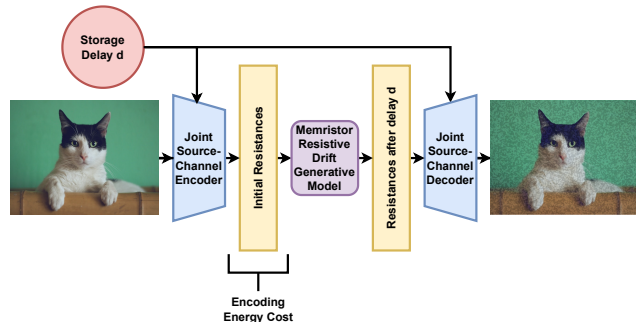 Storage
Delay d
Joint
Source-
Channel
Encoder
Initial Resistances
Memristor
Resistive
Drift
Generative
Model
Resistances after delay d
Joint
Source-
Channel
Decoder
Encoding
Energy Cost